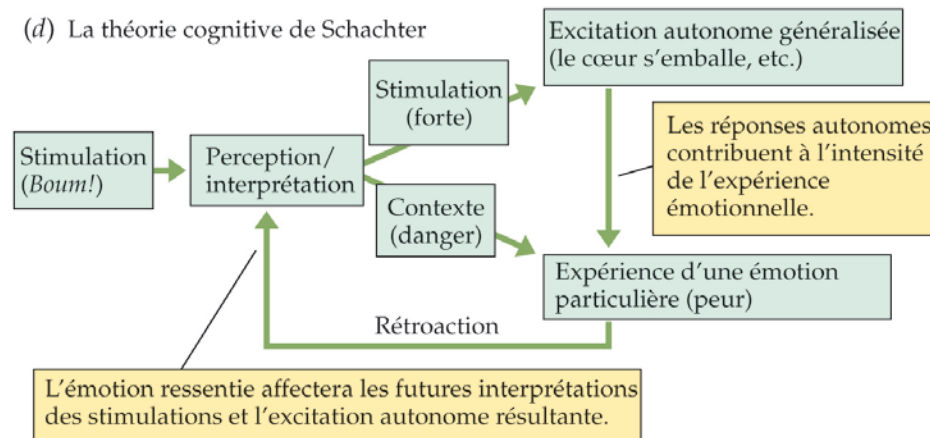 (d) La théorie cognitive de Schachter
Excitation autonome généralisée
(le cœur s'emballe, etc.)
Stimulation
(forte)
Les réponses autonomes
contribuent à l'intensité
de l'expérience
émotionnelle.
Stimulation
(Boum!)
Perception/
interprétation
Contexte
(danger)
Expérience d'une émotion
particulière (peur)
Rétroaction
L'émotion ressentie affectera les futures interprétations
des stimulations et l'excitation autonome résultante.